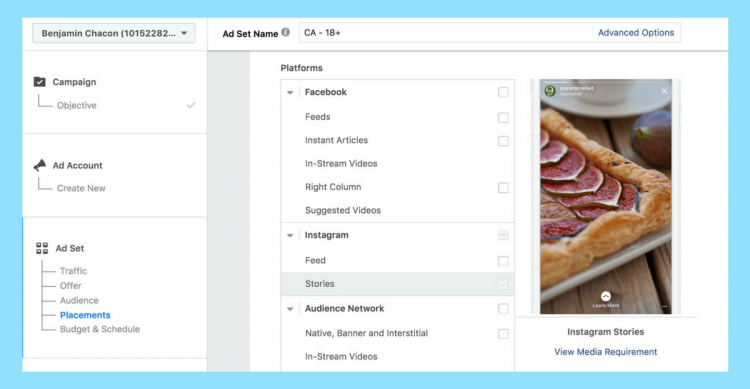 Benjamin Chacon (10152282...
Ad Set Name
CA - 18+
Advanced Options
Campaign
Objective
Ad Account
Create New
Ad Set
Traffic
Offer
Audience
Placements
Budget & Schedule
Platforms
Facebook
Feeds
Instant Articles
In-Stream Videos
Right Column
Suggested Videos
Instagram
Feed
Stories
Audience Network
Native, Banner and Interstitial
In-Stream Videos
jaspersmarket
Sponsored
Learn More
Instagram Stories
View Media Requirement